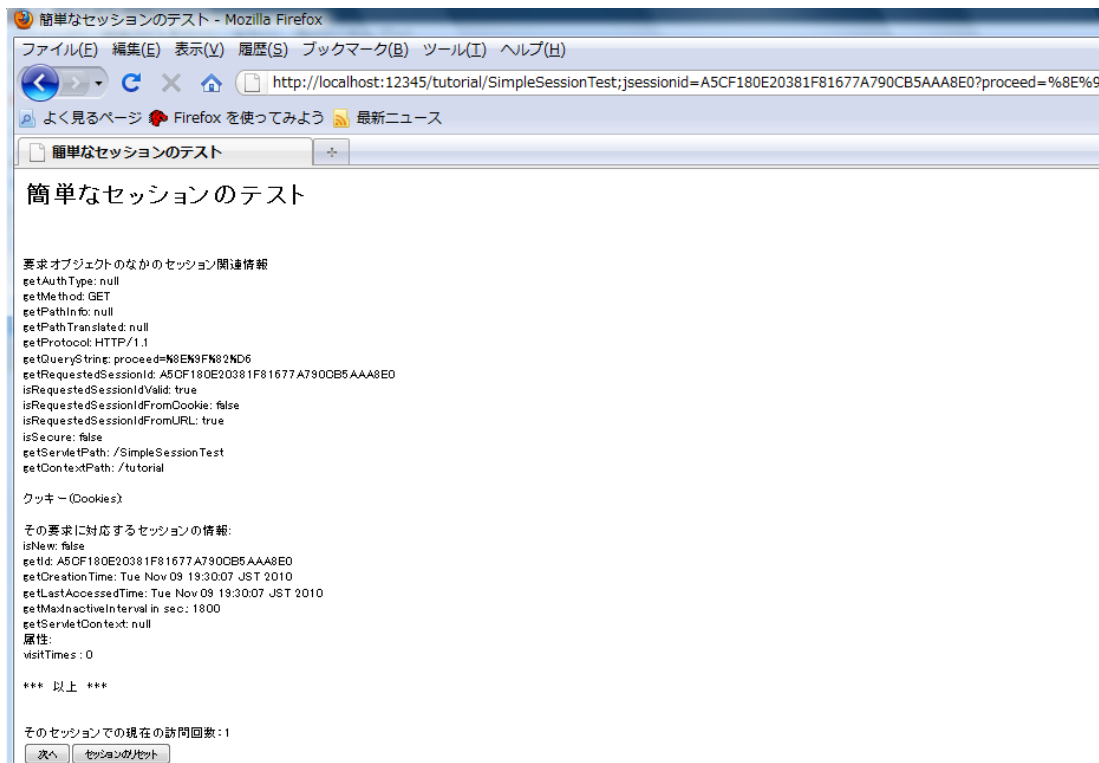 簡単なセッションのテスト - Mozilla Firefox
ファイル(F) 編集(E) 表示(V) 履歴(S) ブックマーク(B) ツール(T) ヘルプ(H)
http://localhost:12345/tutorial/SimpleSessionTest;jsessionid=A5CF180E20381F81677A790CB5AAA8E0?proceed=%8E%9
よく見るページ Firefox を使ってみよう 最新ニュース
簡単なセッションのテスト
簡単なセッションのテスト
要求オブジェクトのなかのセッション関連情報
getAuthType: null
getMethod: GET
getPathInfo: null
getPathTranslated: null
getProtocol: HTTP/1.1
getQueryString: proceed=%8E%9F%82%D6
getRequestedSessionId: A5CF180E20381F81677A790CB5AAA8E0
isRequestedSessionIdValid: true
isRequestedSessionIdFromCookie: false
isRequestedSessionIdFromURL: true
isSecure: false
getServletPath: /SimpleSessionTest
getContextPath: /tutorial
クッキー(Cookies):
その要求に対応するセッションの情報:
isNew: false
getId: A5CF180E20381F81677A790CB5AAA8E0
getCreationTime: Tue Nov 09 19:30:07 JST 2010
getLastAccessedTime: Tue Nov 09 19:30:07 JST 2010
getMaxInactiveInterval in sec.: 1800
getServletContext: null
属性:
visitTimes : 0
*** 以上 ***
そのセッションでの現在の訪問回数:1
次へ セッションのリセット